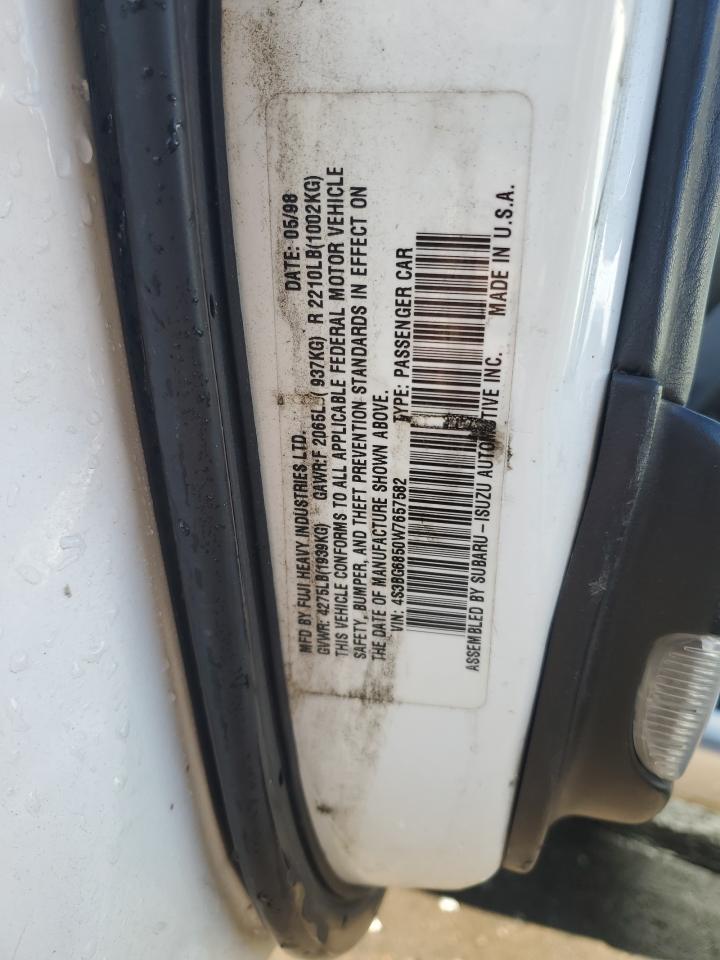 MFD BY FUJI HEAVY INDUSTRIES LTD. DATE: 05/98
GVWR: 4275LB(1939KG) GAWR:F 2065L ( 937KG) R 2210LB(1002KG)
THIS VEHICLE CONFORMS TO ALL APPLICABLE FEDERAL MOTOR VEHICLE
SAFETY, BUMPER, AND THEFT PREVENTION STANDARDS IN EFFECT ON
THE DATE OF MANUFACTURE SHOWN ABOVE.
VIN: 4S3BG6850W7657582 TYPE: PASSENGER CAR
ASSEMBLED BY SUBARU-ISUZU AUTOMOTIVE INC. MADE IN U.S.A.